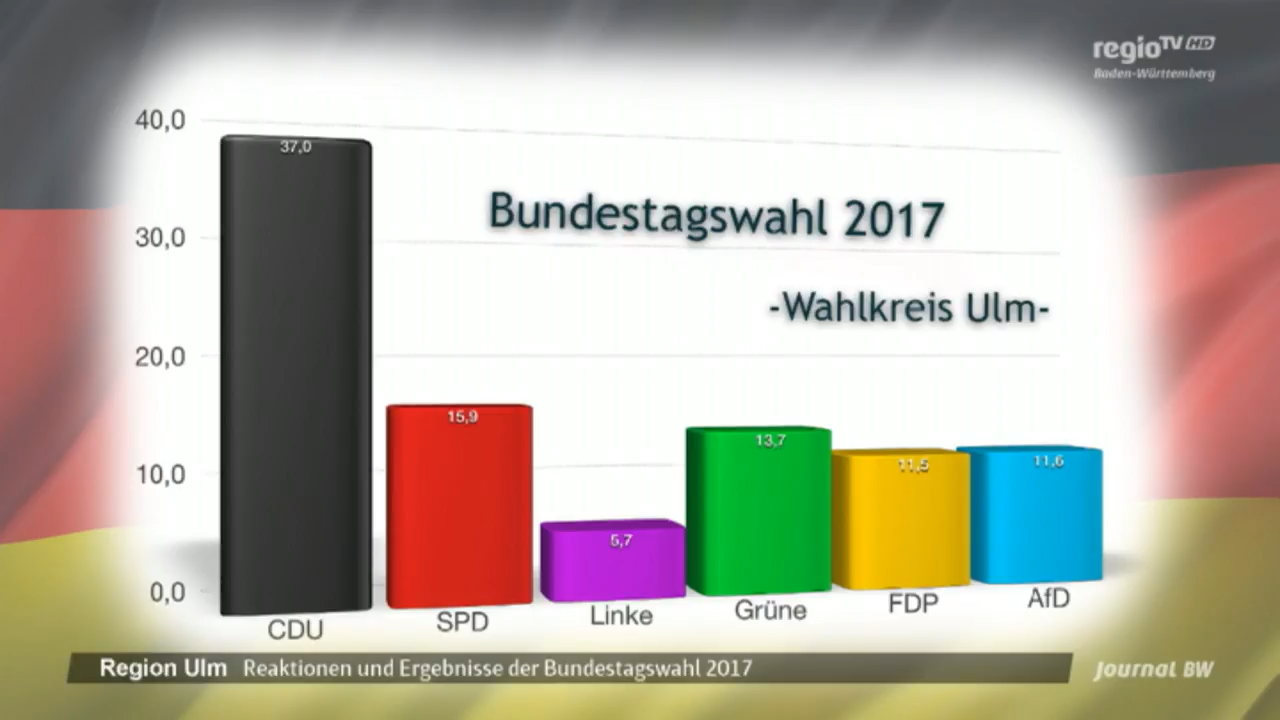 regioTV HD
Baden-Württemberg
40,0
30,0
20,0
10,0
0,0
Bundestagswahl 2017
-Wahlkreis Ulm-
37,0
15,9
5,7
13,7
11,5
11,6
CDU
SPD
Linke
Grüne
FDP
AfD
Region Ulm Reaktionen und Ergebnisse der Bundestagswahl 2017
Journal BW